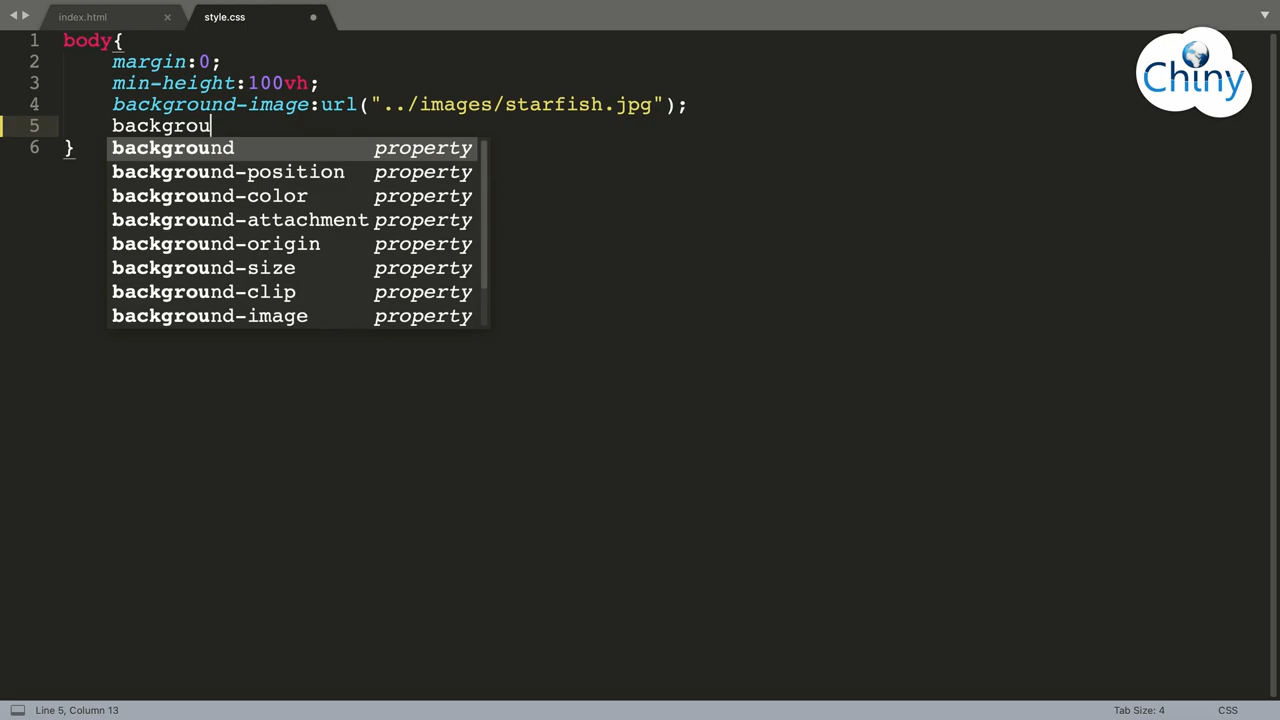 index.html
style.css
1 body{
2 margin:0;
3 min-height:100vh;
4 background-image:url("../images/starfish.jpg");
5 backgrou
6 }
background property
background-position property
background-color property
background-attachment property
background-origin property
background-size property
background-clip property
background-image property
Chiny
Line 5, Column 13
Tab Size: 4
CSS